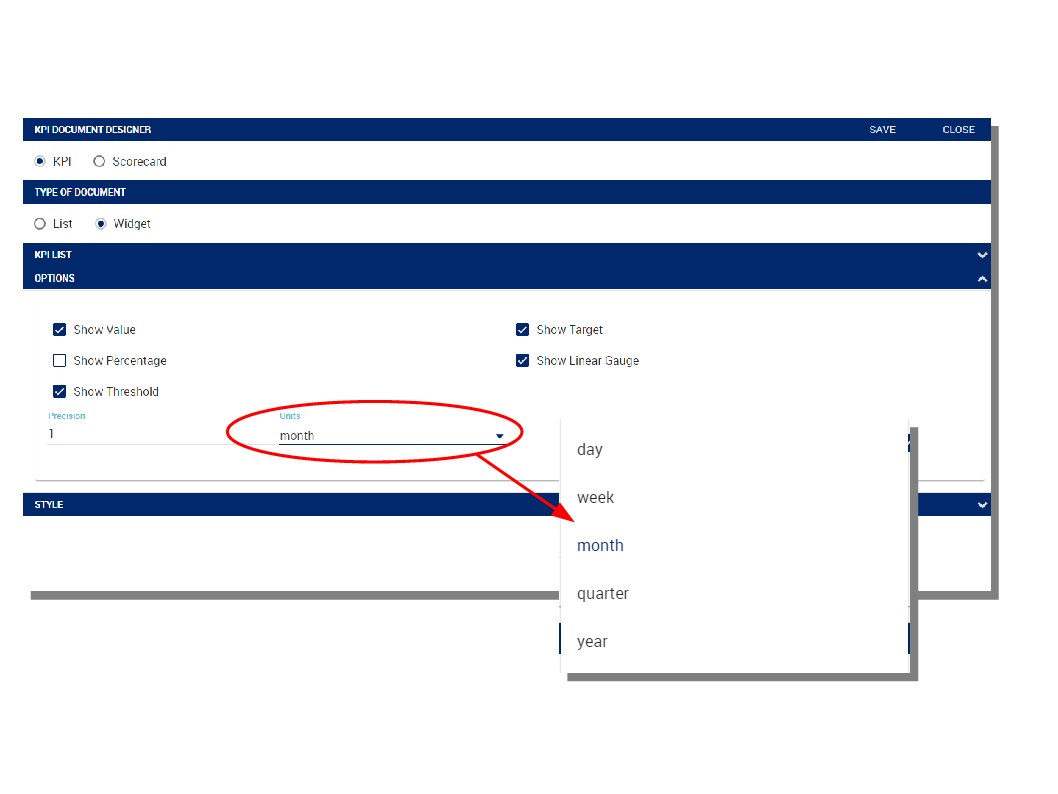 KPI DOCUMENT DESIGNER SAVE CLOSE
KPI Scorecard
TYPE OF DOCUMENT
List Widget
KPI LIST
OPTIONS
Show Value Show Target
Show Percentage Show Linear Gauge
Show Threshold
Precision Units
1 month
STYLE
day
week
month
quarter
year